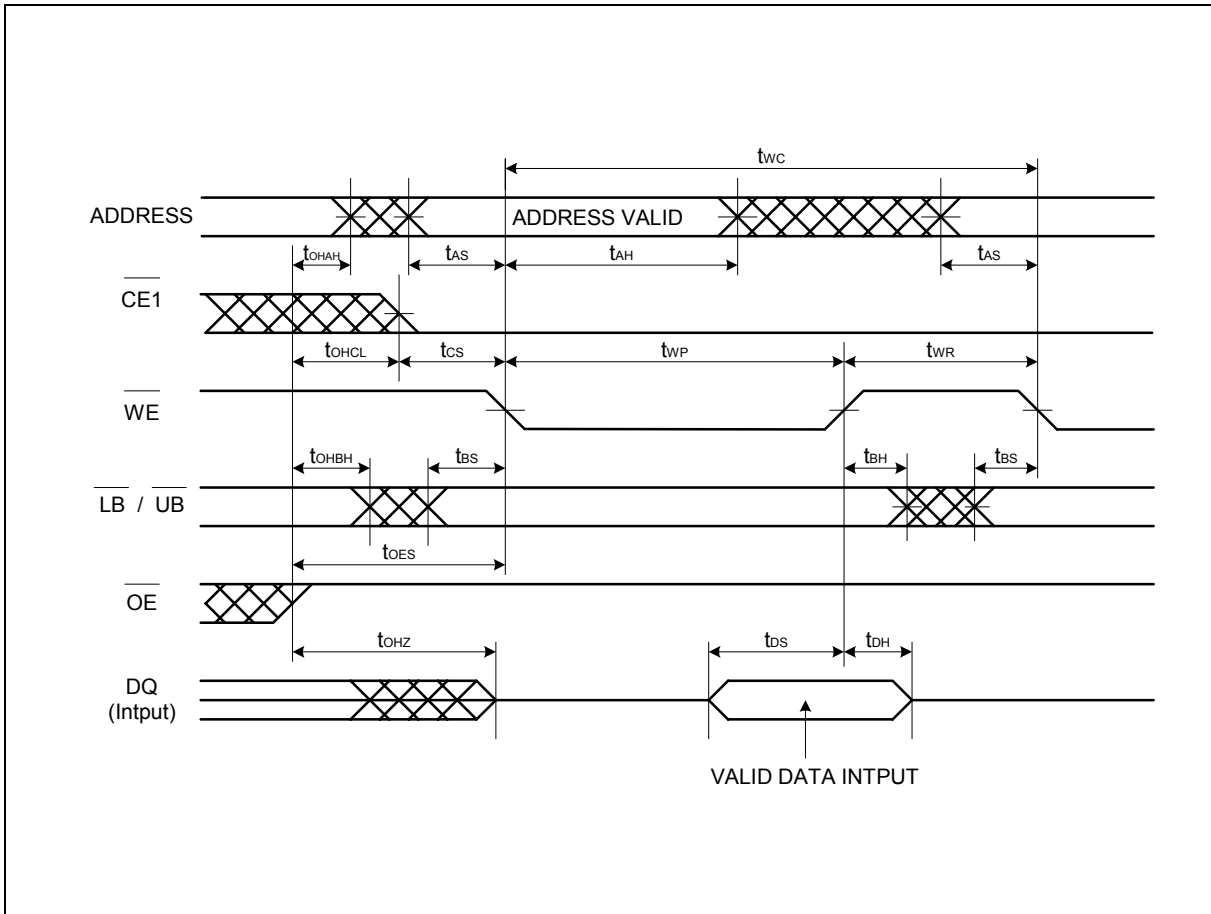 tWC
ADDRESS
ADDRESS VALID
tOHAH
tAS
tAH
tAS
CE1
tOHCL
tCS
tWP
tWR
WE
tOHBH
tBS
tBH
tBS
LB / UB
tOES
OE
tOHZ
tDS
tDH
DQ
(Intput)
VALID DATA INTPUT